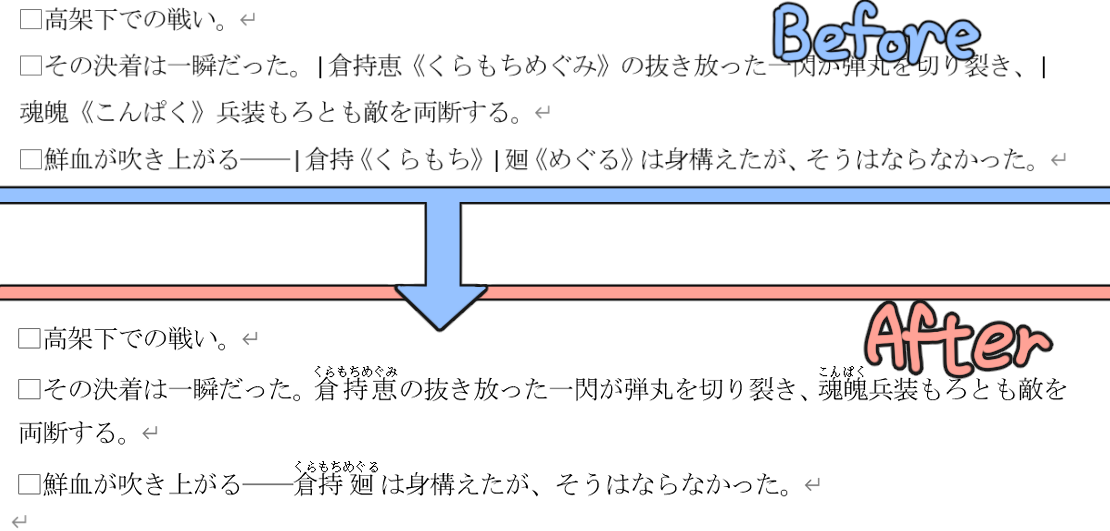 □高架下での戦い。↵
Before
□その決着は一瞬だった。|倉持恵《くらもちめぐみ》の抜き放った一閃が弾丸を切り裂き、|
魂魄《こんぱく》兵装もろとも敵を両断する。↵
□鮮血が吹き上がる――|倉持《くらもち》|廻《めぐる》は身構えたが、そうはならなかった。↵
After
□高架下での戦い。↵
くらもちめぐみ こんぱく
□その決着は一瞬だった。倉持恵の抜き放った一閃が弾丸を切り裂き、魂魄兵装もろとも敵を
両断する。↵
くらもちめぐる
□鮮血が吹き上がる――倉持廻は身構えたが、そうはならなかった。↵
↵